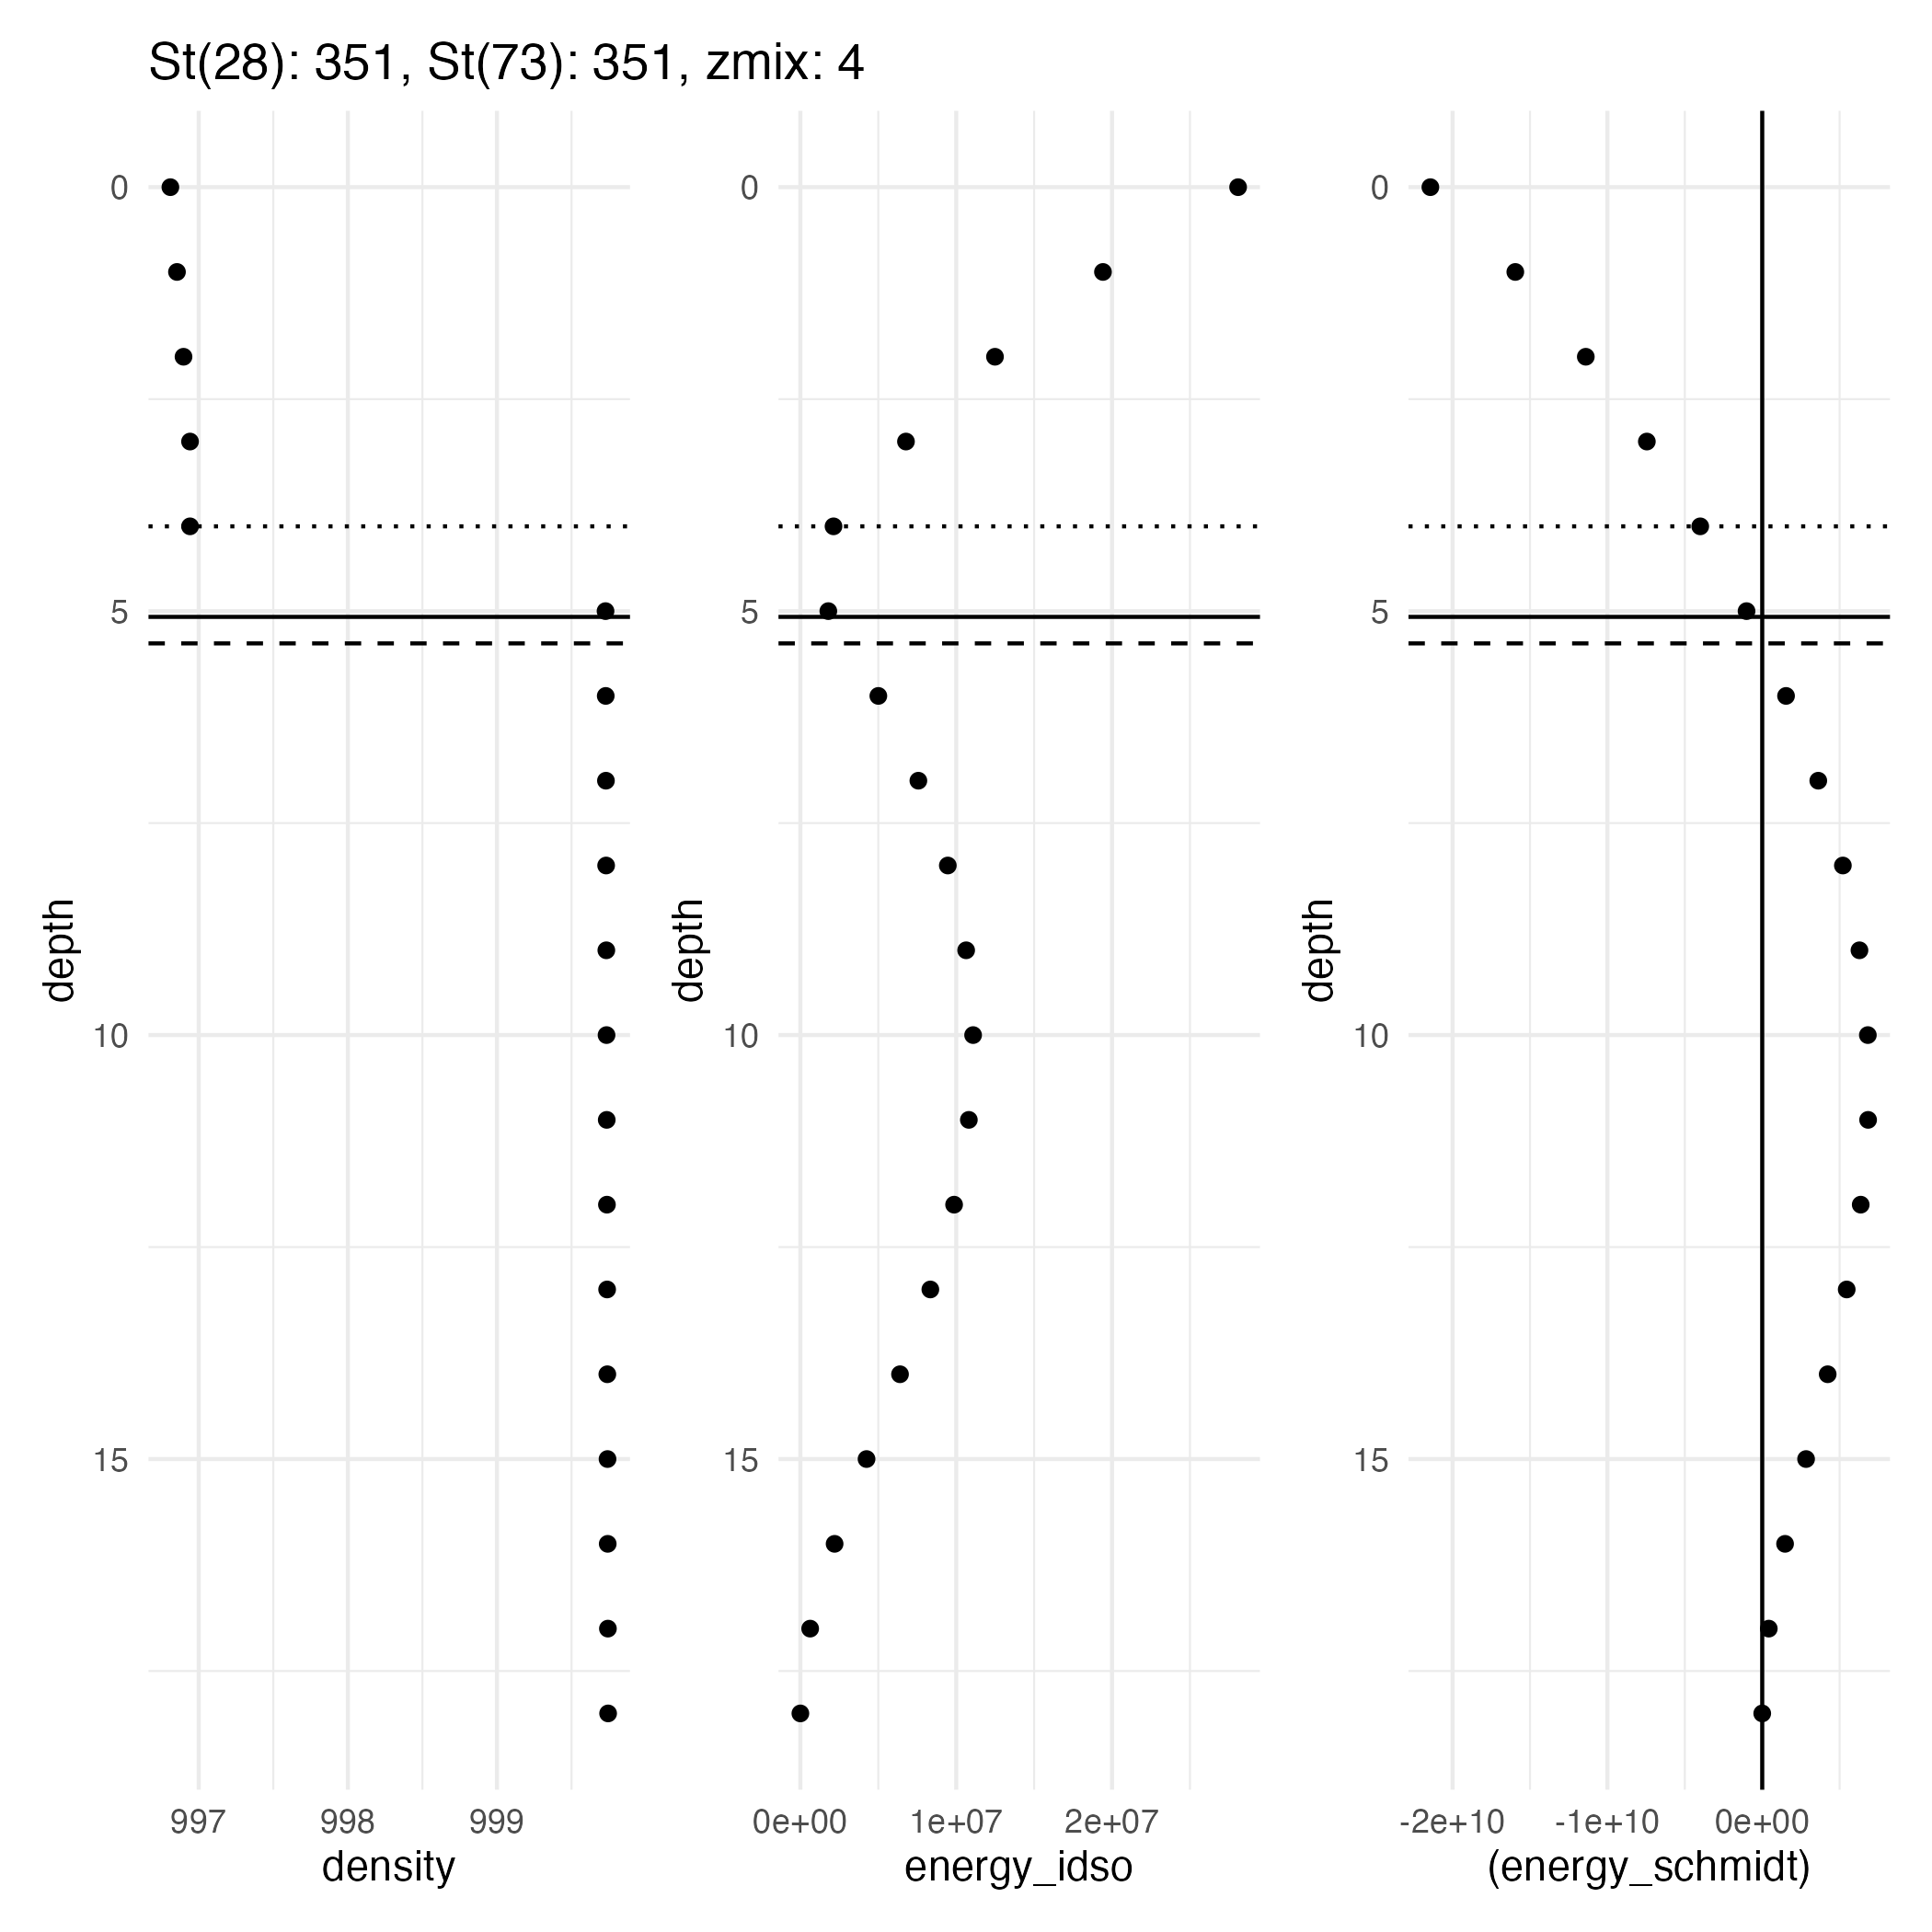 St(28): 351, St(73): 351, zmix: 4
0
5
10
15
depth
997 998 999
density
0
5
10
15
depth
0e+00 1e+07 2e+07
energy_idso
0
5
10
15
depth
-2e+10 -1e+10 0e+00
(energy_schmidt)